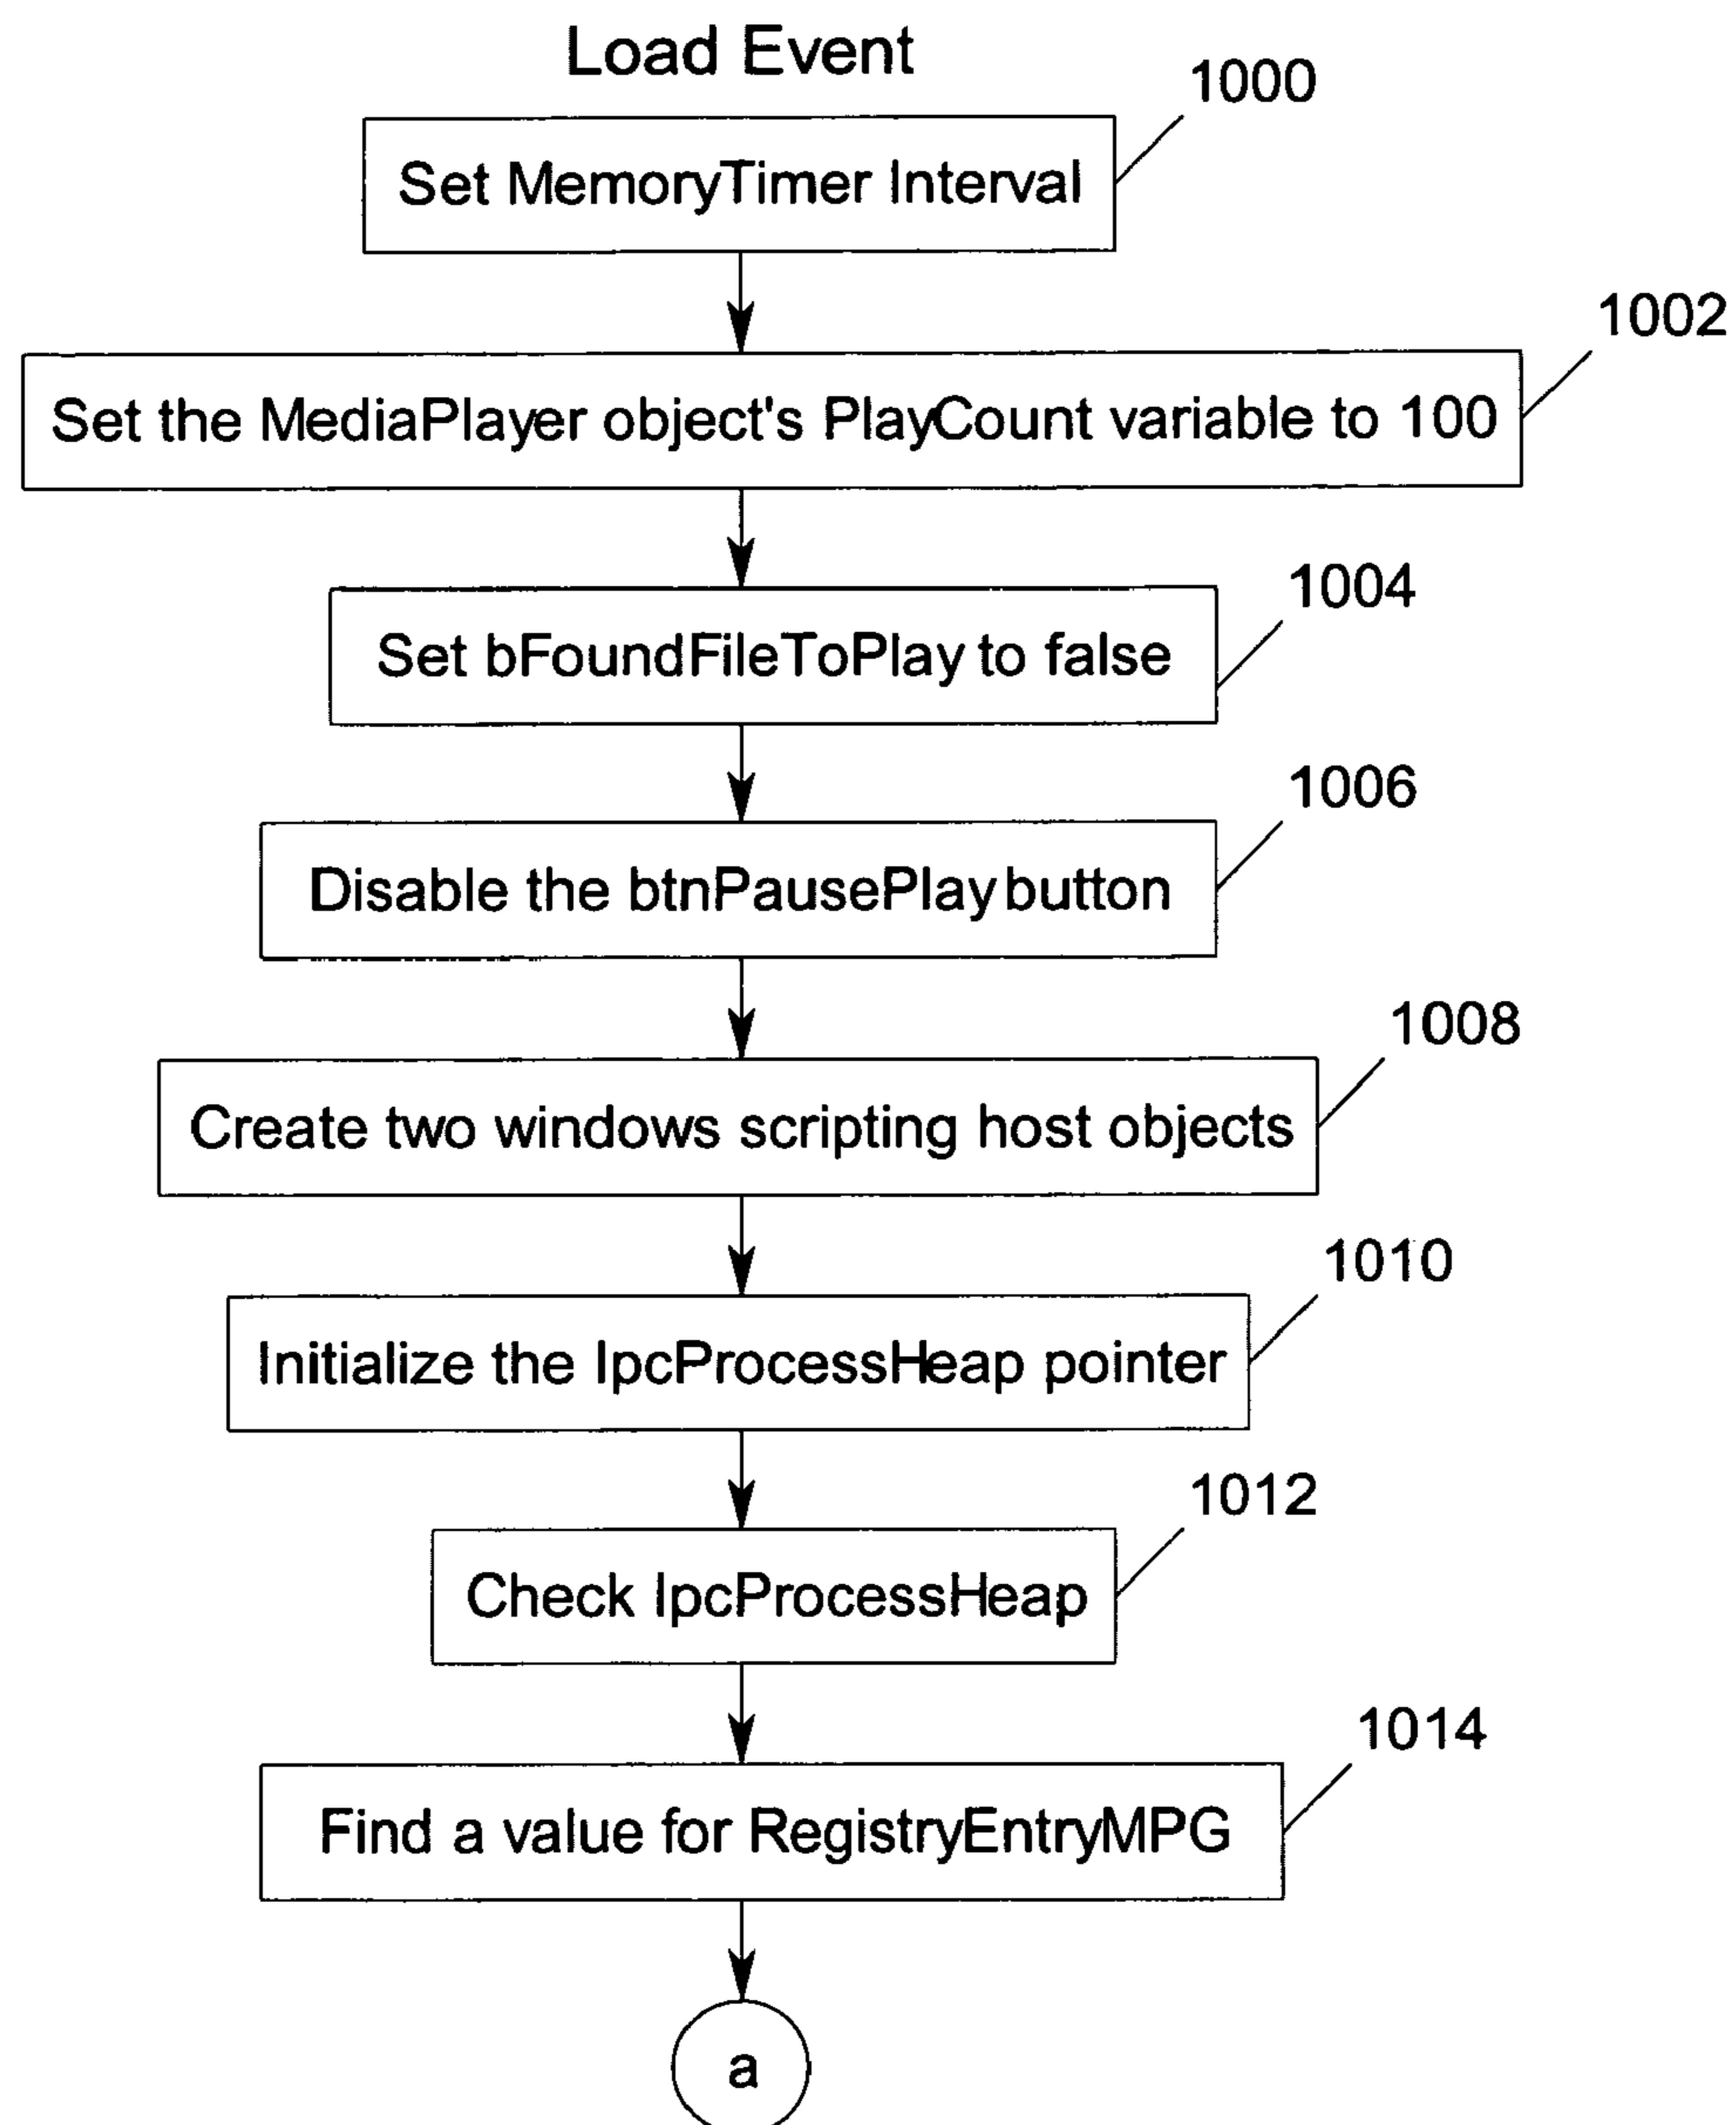 Load Event
1000
Set MemoryTimer Interval
1002
Set the MediaPlayer object's PlayCount variable to 100
1004
Set bFoundFileToPlay to false
1006
Disable the btnPausePlay button
1008
Create two windows scripting host objects
1010
Initialize the lpcProcessHeap pointer
1012
Check lpcProcessHeap
1014
Find a value for RegistryEntryMPG
a